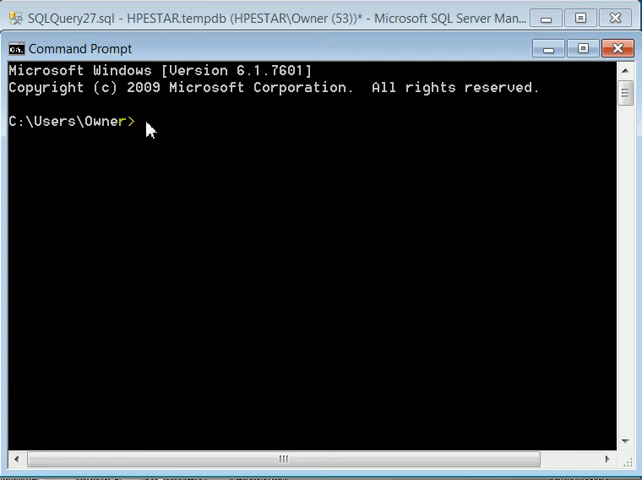 SQLQuery27.sql - HPESTAR.tempdb (HPESTAR\Owner (53))* - Microsoft SQL Server Man...
Command Prompt
Microsoft Windows [Version 6.1.7601]
Copyright (c) 2009 Microsoft Corporation.  All rights reserved.
C:\Users\Owner>